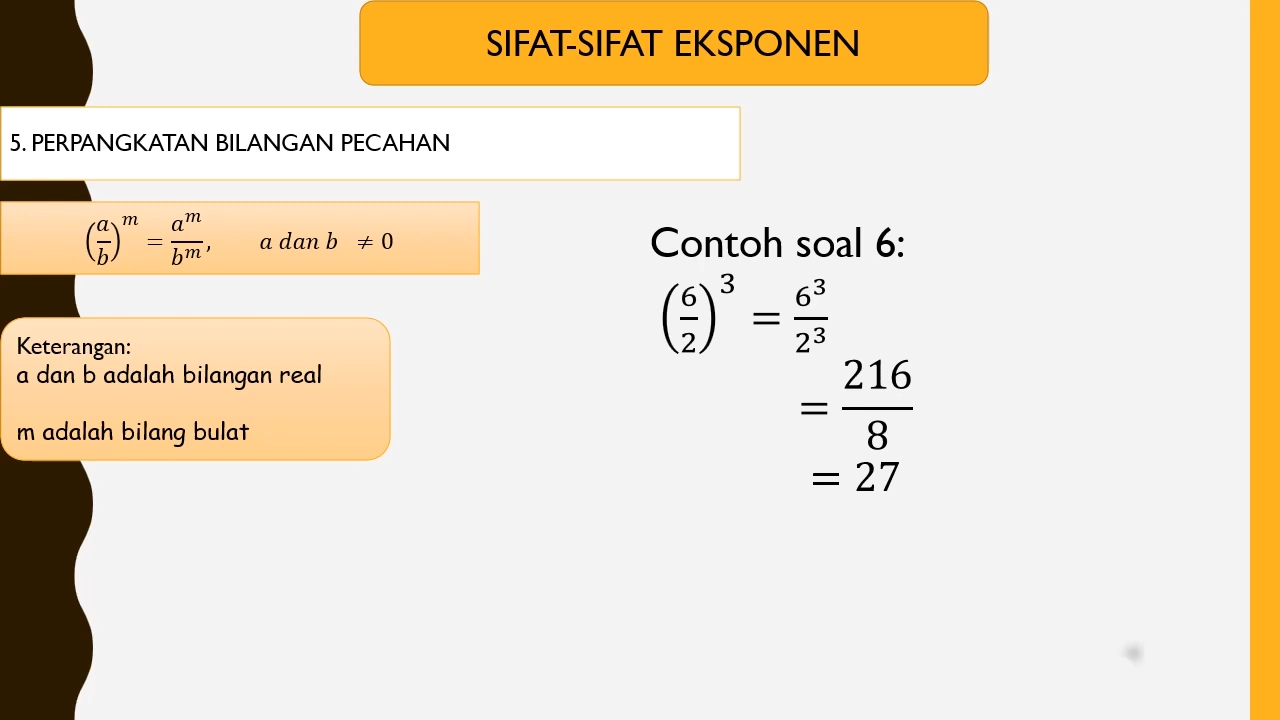 SIFAT-SIFAT EKSPONEN
5. PERPANGKATAN BILANGAN PECAHAN
(a/b)^m = a^m/b^m, a dan b ≠ 0
Keterangan:
a dan b adalah bilangan real
m adalah bilang bulat
Contoh soal 6:
(6/2)^3 = 6^3/2^3
= 216/8
= 27